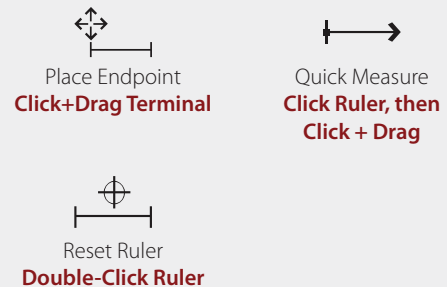 Place Endpoint
Click+Drag Terminal
Quick Measure
Click Ruler, then
Click + Drag
Reset Ruler
Double-Click Ruler